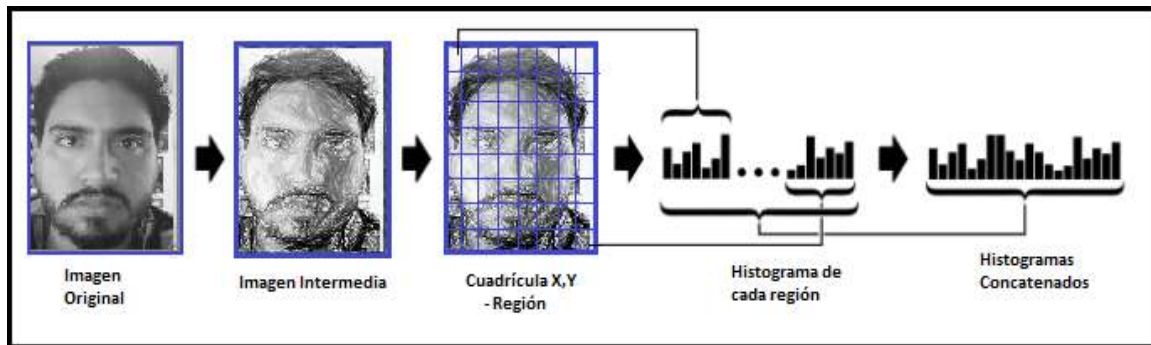 Imagen
Original
Imagen Intermedia
Cuadrícula X,Y
- Región
Histograma de
cada región
Histogramas
Concatenados